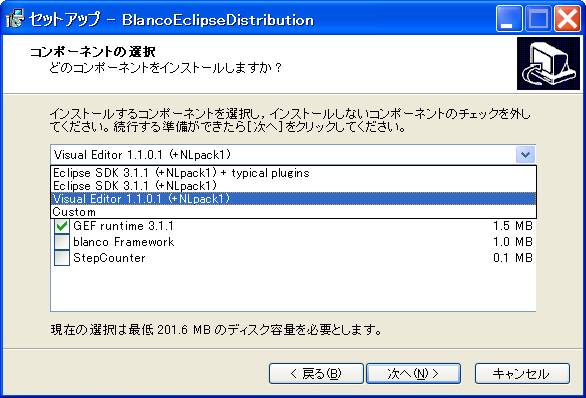 セットアップ - BlancoEclipseDistribution
コンポーネントの選択
どのコンポーネントをインストールしますか？
インストールするコンポーネントを選択し，インストールしないコンポーネントのチェックを外し
てください。続行する準備ができたら[次へ]をクリックしてください。
Visual Editor 1.1.0.1 (+NLpack1)
Eclipse SDK 3.1.1 (+NLpack1) + typical plugins
Eclipse SDK 3.1.1 (+NLpack1)
Visual Editor 1.1.0.1 (+NLpack1)
Custom
GEF runtime 3.1.1 1.5 MB
blanco Framework 1.0 MB
StepCounter 0.1 MB
現在の選択は最低 201.6 MB のディスク容量を必要とします。
< 戻る(B) 次へ(N) > キャンセル